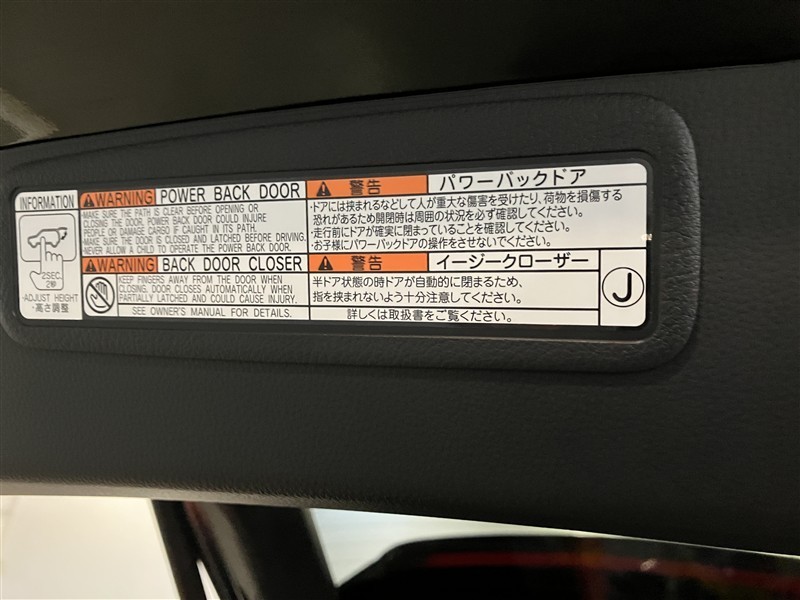 INFORMATION
2SEC.
2秒
-ADJUST HEIGHT
・高さ調整
WARNING POWER BACK DOOR
MAKE SURE THE PATH IS CLEAR BEFORE OPENING OR
CLOSING THE DOOR. POWER BACK DOOR COULD INJURE
PEOPLE OR DAMAGE CARGO IF CAUGHT IN ITS PATH.
MAKE SURE THE DOOR IS CLOSED AND LATCHED BEFORE DRIVING.
NEVER ALLOW A CHILD TO OPERATE THE POWER BACK DOOR.
WARNING BACK DOOR CLOSER
KEEP FINGERS AWAY FROM THE DOOR WHEN
CLOSING. DOOR CLOSES AUTOMATICALLY WHEN
PARTIALLY LATCHED AND COULD CAUSE INJURY.
SEE OWNER'S MANUAL FOR DETAILS.
警告 パワーバックドア
・ドアには挟まれるなどして人が重大な傷害を受けたり、荷物を損傷する
恐れがあるため開閉時は周囲の状況を必ず確認してください。
・走行前にドアが確実に閉まっていることを確認してください。
・お子様にパワーバックドアの操作をさせないでください。
警告 イージークローザー
半ドア状態の時ドアが自動的に閉まるため、
指を挟まれないよう十分注意してください。
詳しくは取扱書をご覧ください。
J